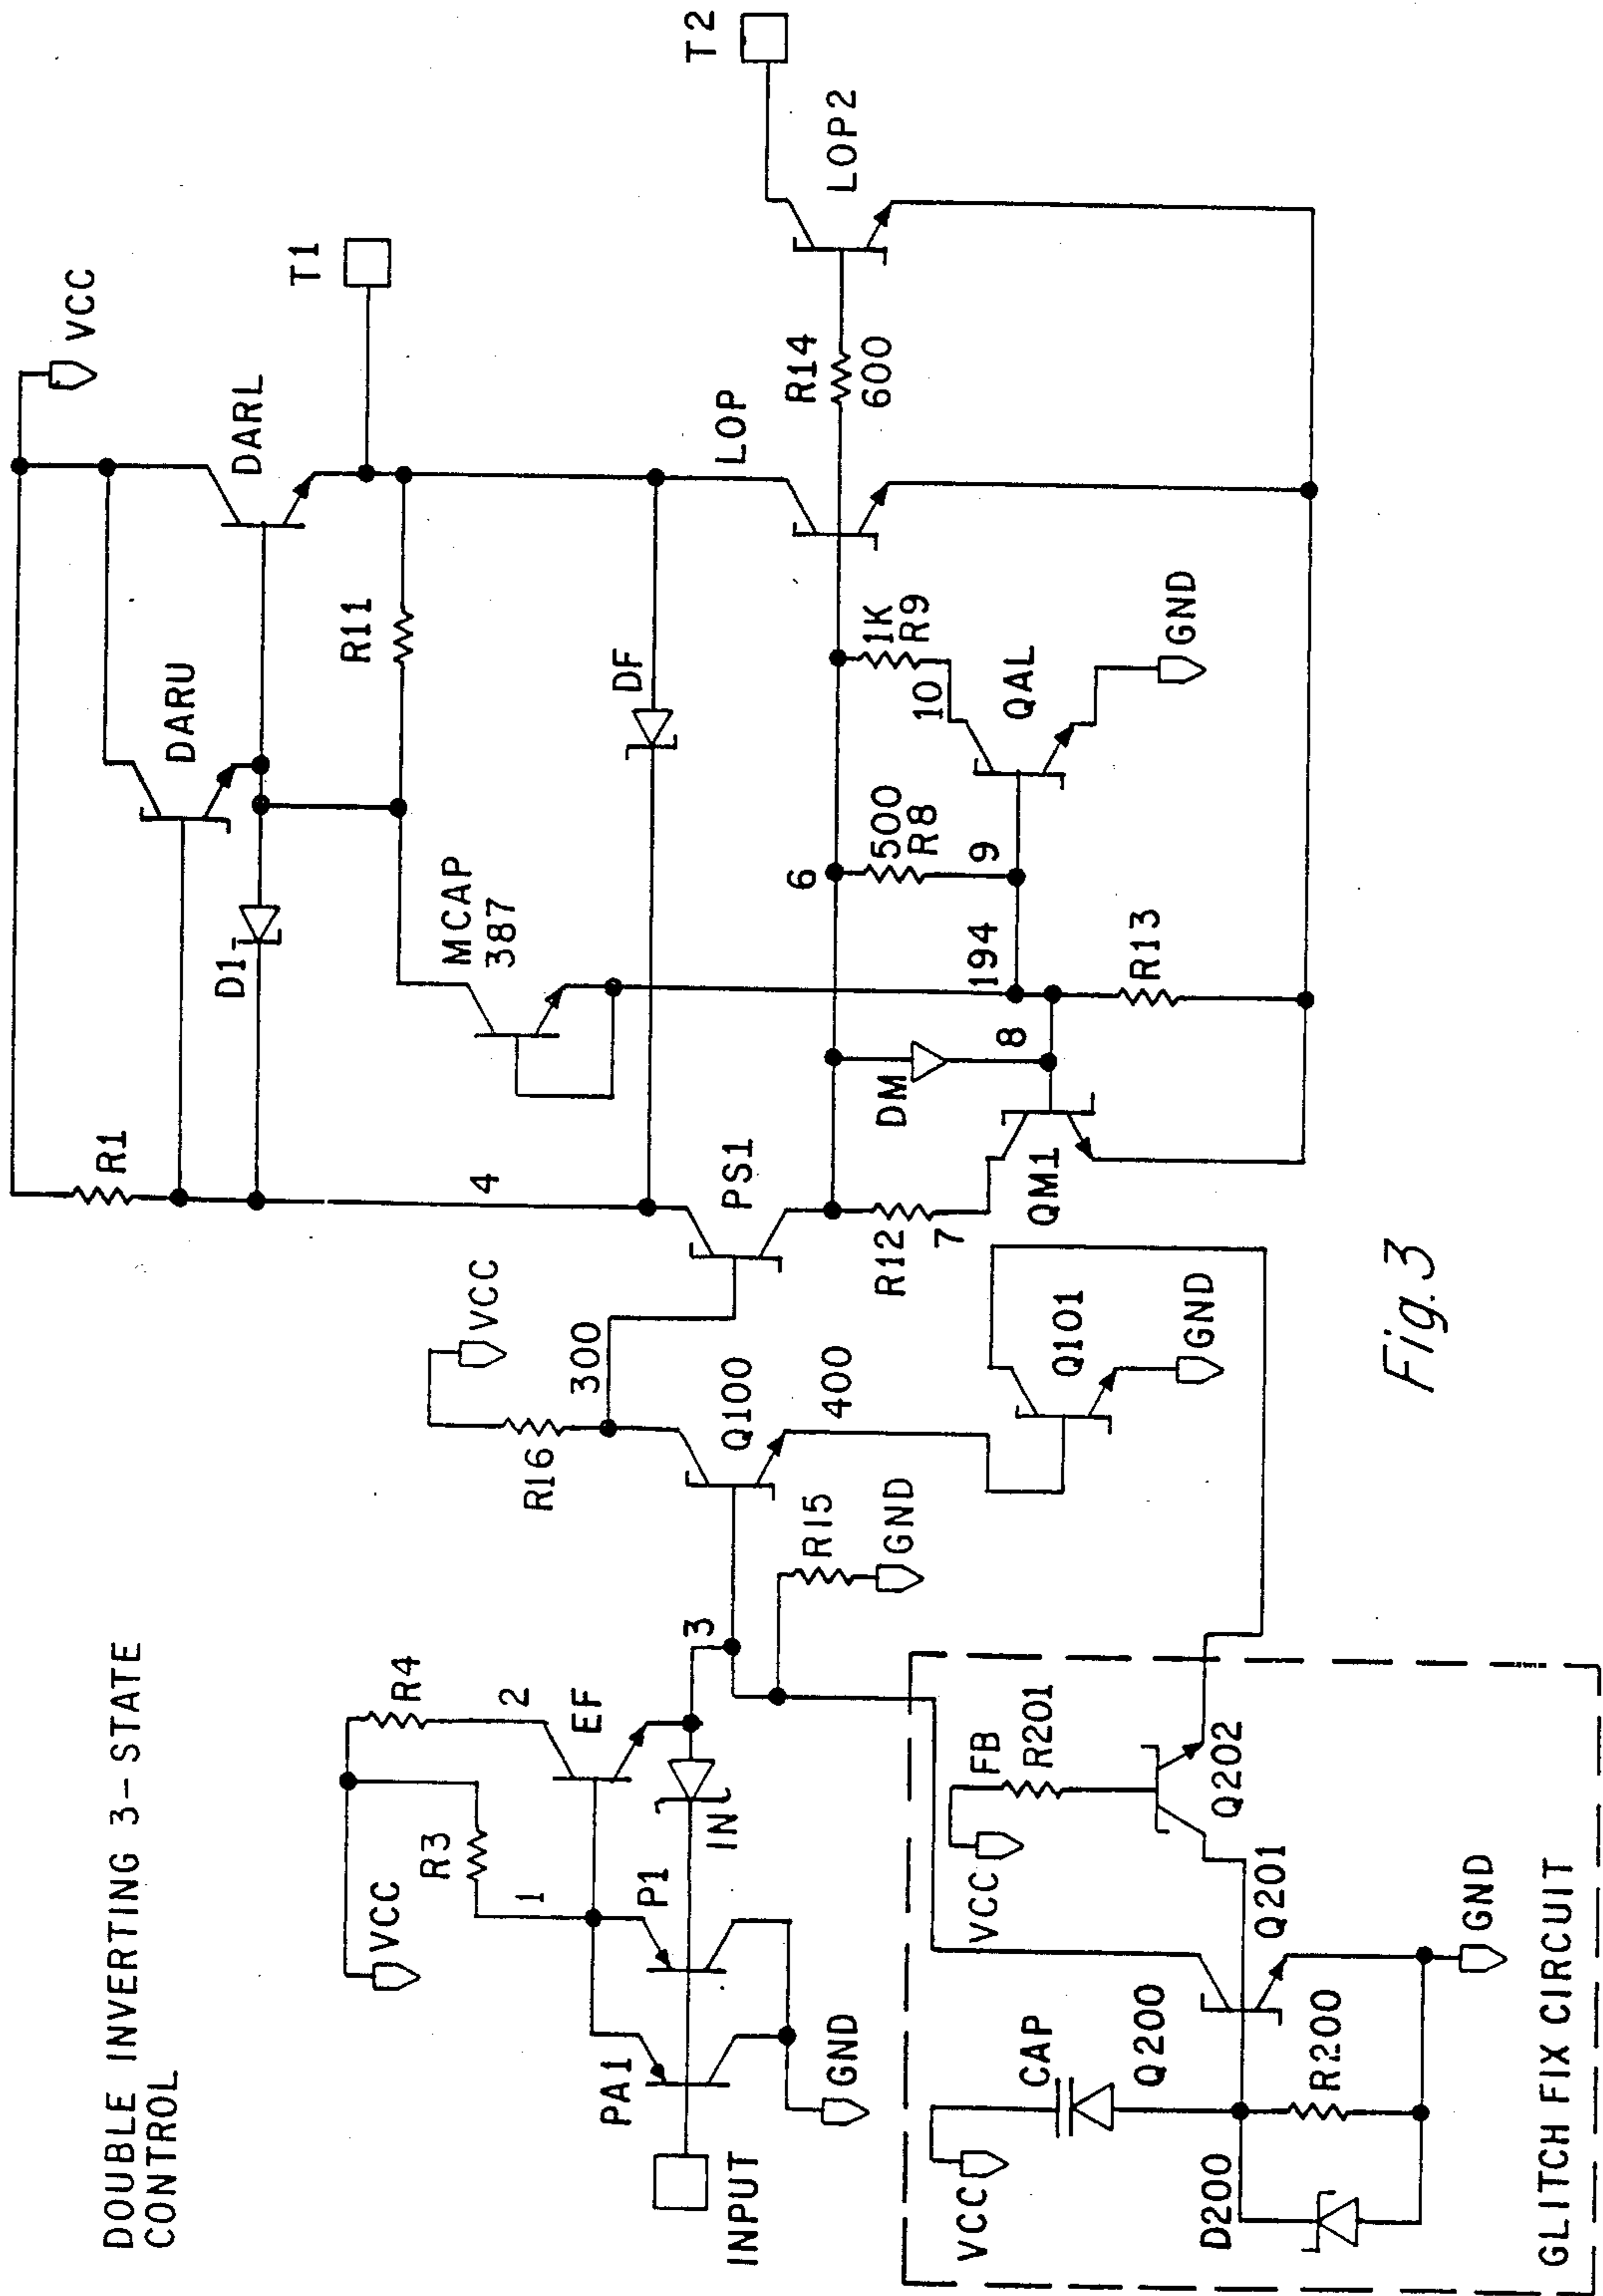 DOUBLE INVERTING 3-STATE
CONTROL
VCC
R1
DARU
DARL
T1
D1
R11
MCAP
387
DF
4
VCC
R16
300
PS1
LOP
T2
LOP2
R14
600
6
500
R8
1K
R9
10
QAL
GND
9
194
8
DM
QM1
R12
7
R13
VCC
R3
R4
1
2
EF
PA1
P1
IN
3
INPUT
GND
Q100
400
R15
GND
Q101
GND
VCC
CAP
Q200
D200
R200
VCC
FB
R201
Q202
Q201
GND
GLITCH FIX CIRCUIT
Fig.3